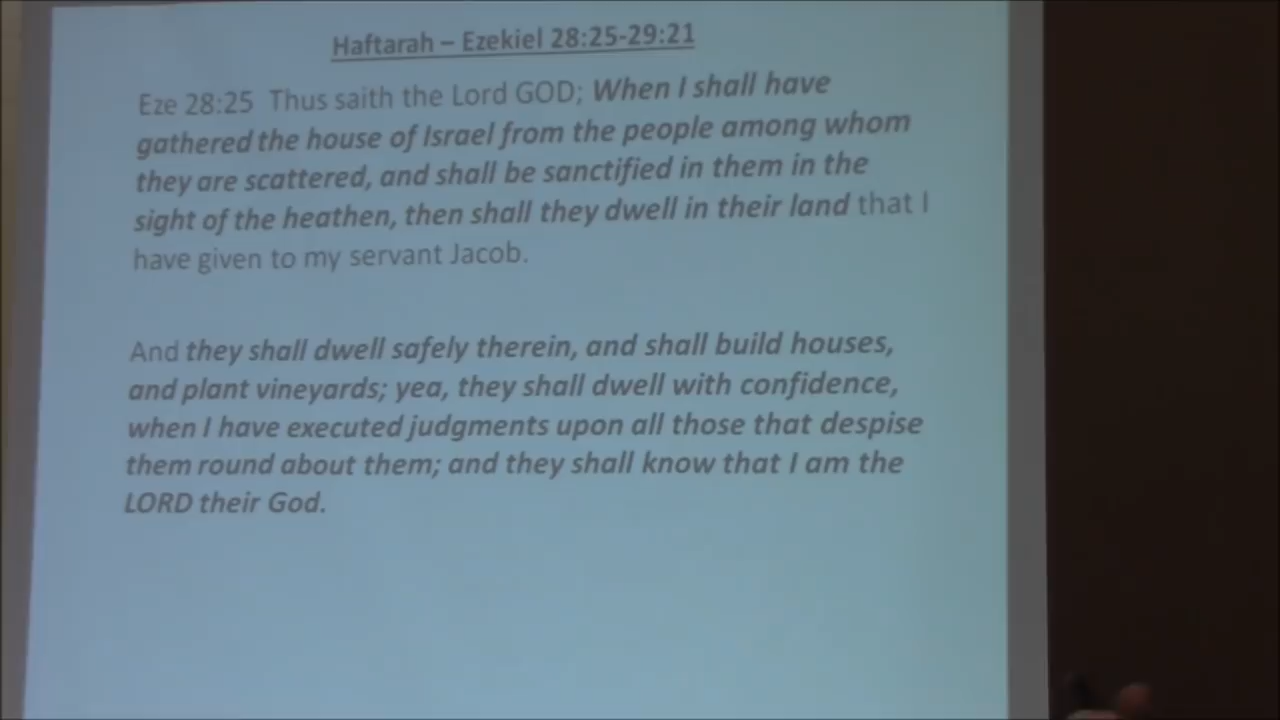 Haftarah – Ezekiel 28:25-29:21
Eze 28:25 Thus saith the Lord GOD; When I shall have
gathered the house of Israel from the people among whom
they are scattered, and shall be sanctified in them in the
sight of the heathen, then shall they dwell in their land that I
have given to my servant Jacob.
And they shall dwell safely therein, and shall build houses,
and plant vineyards; yea, they shall dwell with confidence,
when I have executed judgments upon all those that despise
them round about them; and they shall know that I am the
LORD their God.